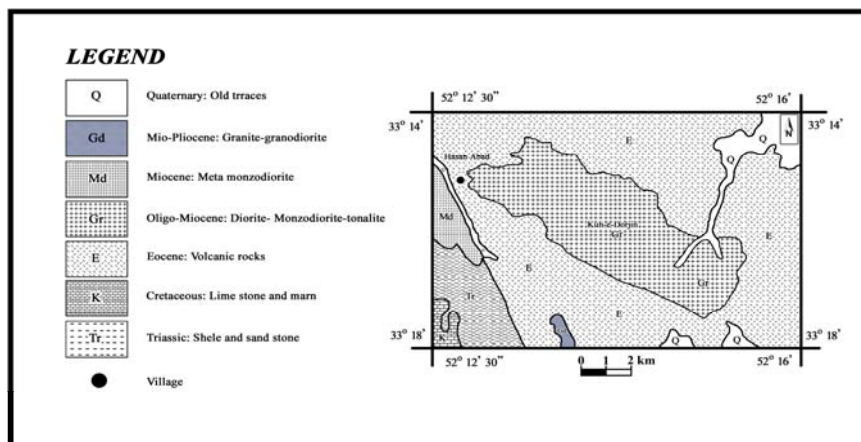 LEGEND
Q Quaternary: Old trraces
Gd Mio-Pliocene: Granite-granodiorite
Md Miocene: Meta monzodiorite
Gr Oligo-Miocene: Diorite- Monzodiorite-tonalite
E Eocene: Volcanic rocks
K Cretaceous: Lime stone and marn
Tr Triassic: Shele and sand stone
Village
52° 12' 30" 52° 16'
33° 14' 33° 14'
N
E
Q
Q
Hasan Abad
Md
Gr
E
E
Tr
Gr
E
K
Q
Q
33° 18' 33° 18'
52° 12' 30" 52° 16'
0 1 2 km